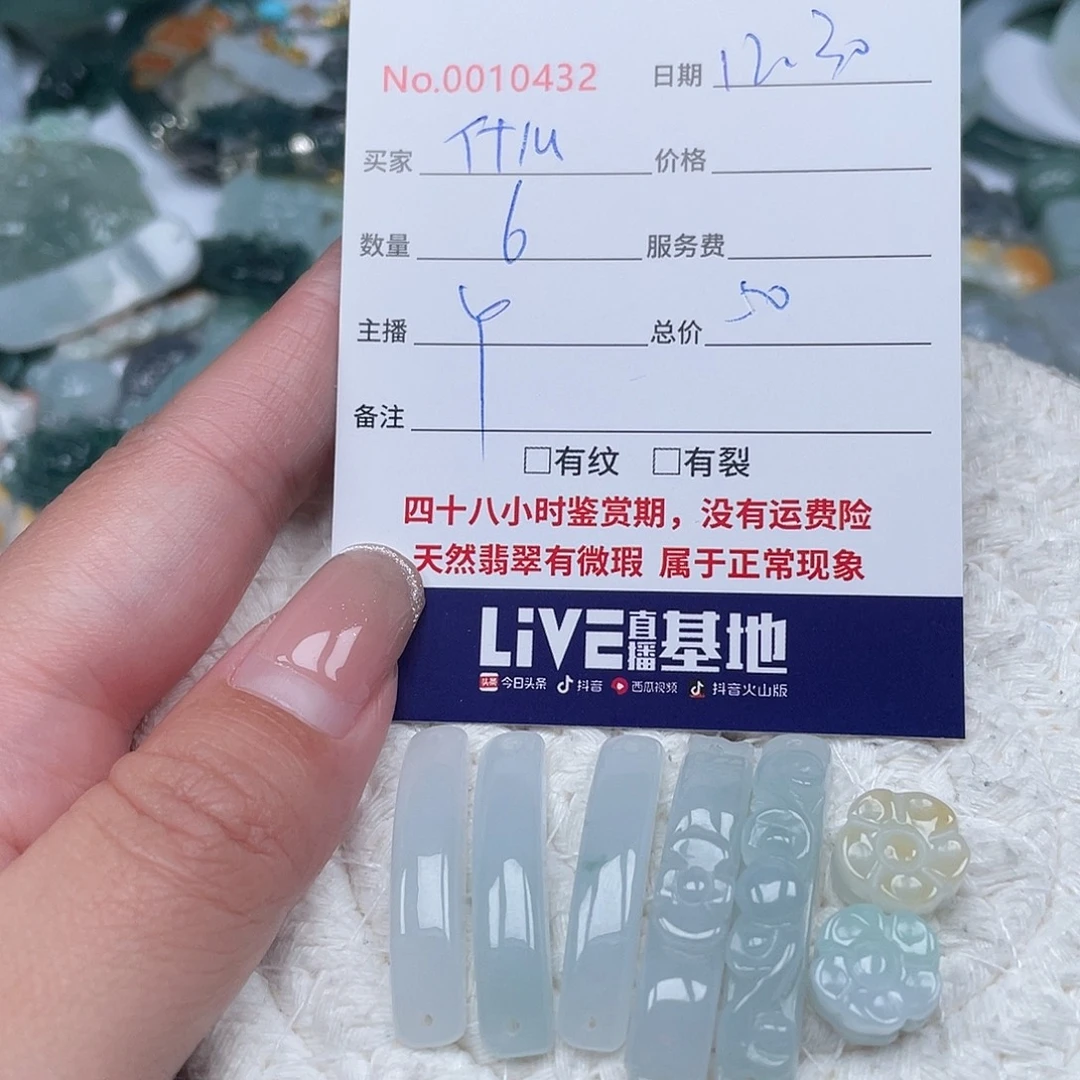 No.0010432 日期 12.30
买家 价格
数量 6 服务费
主播 总价 50
备注
□有纹 □有裂
四十八小时鉴赏期，没有运费险
天然翡翠有微瑕 属于正常现象
LiVE直播基地
头条 今日头条 抖音 西瓜视频 抖音火山版